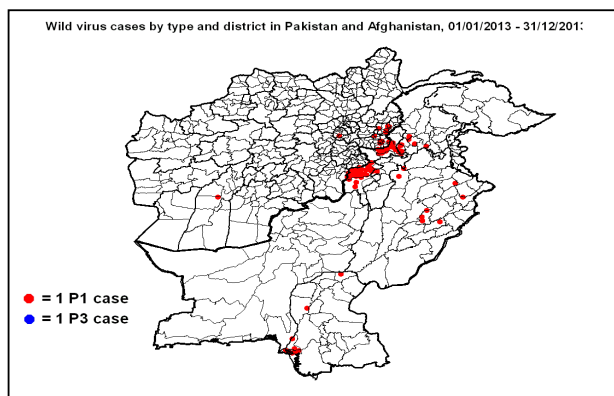 Wild virus cases by type and district in Pakistan and Afghanistan, 01/01/2013 - 31/12/201
= 1 P1 case
= 1 P3 case